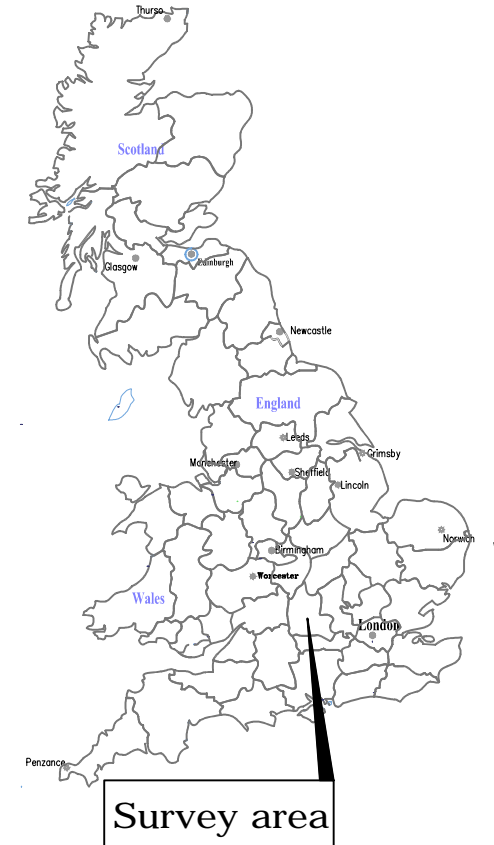 Thurso
Scotland
Edinburgh
Glasgow
Newcastle
England
Leeds
Manchester
Grimsby
Sheffield
Lincoln
Norwich
Birmingham
Worcester
Wales
London
Penzance
Survey area